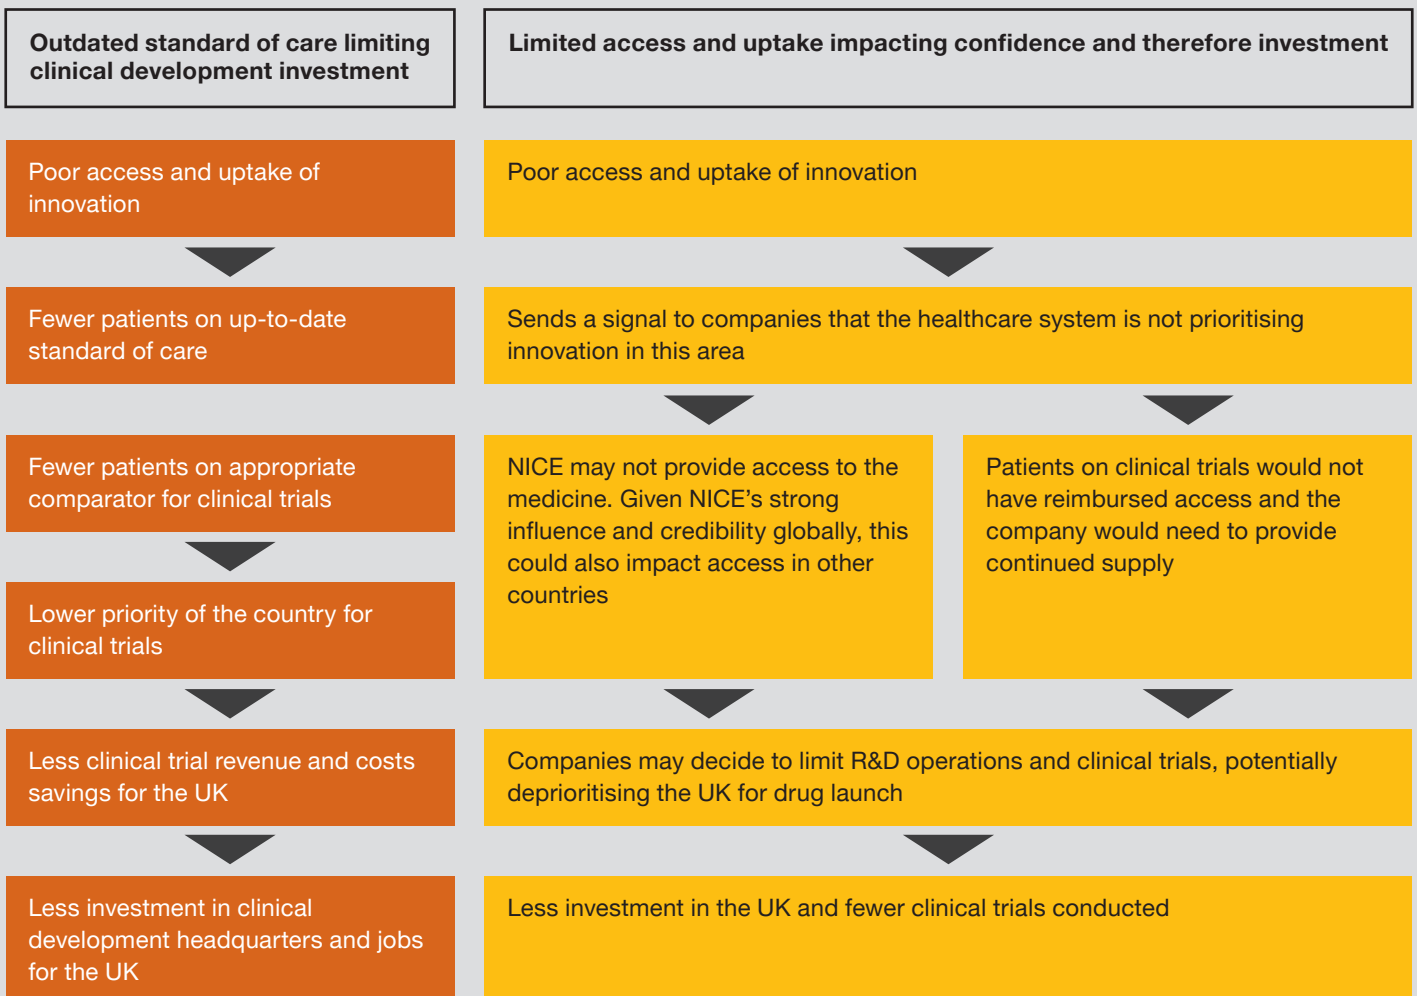 Outdated standard of care limiting
clinical development investment
Limited access and uptake impacting confidence and therefore investment
Poor access and uptake of
innovation
Fewer patients on up-to-date
standard of care
Fewer patients on appropriate
comparator for clinical trials
Lower priority of the country for
clinical trials
Less clinical trial revenue and costs
savings for the UK
Less investment in clinical
development headquarters and jobs
for the UK
Poor access and uptake of innovation
Sends a signal to companies that the healthcare system is not prioritising
innovation in this area
NICE may not provide access to the
medicine. Given NICE’s strong
influence and credibility globally, this
could also impact access in other
countries
Patients on clinical trials would not
have reimbursed access and the
company would need to provide
continued supply
Companies may decide to limit R&D operations and clinical trials, potentially
deprioritising the UK for drug launch
Less investment in the UK and fewer clinical trials conducted